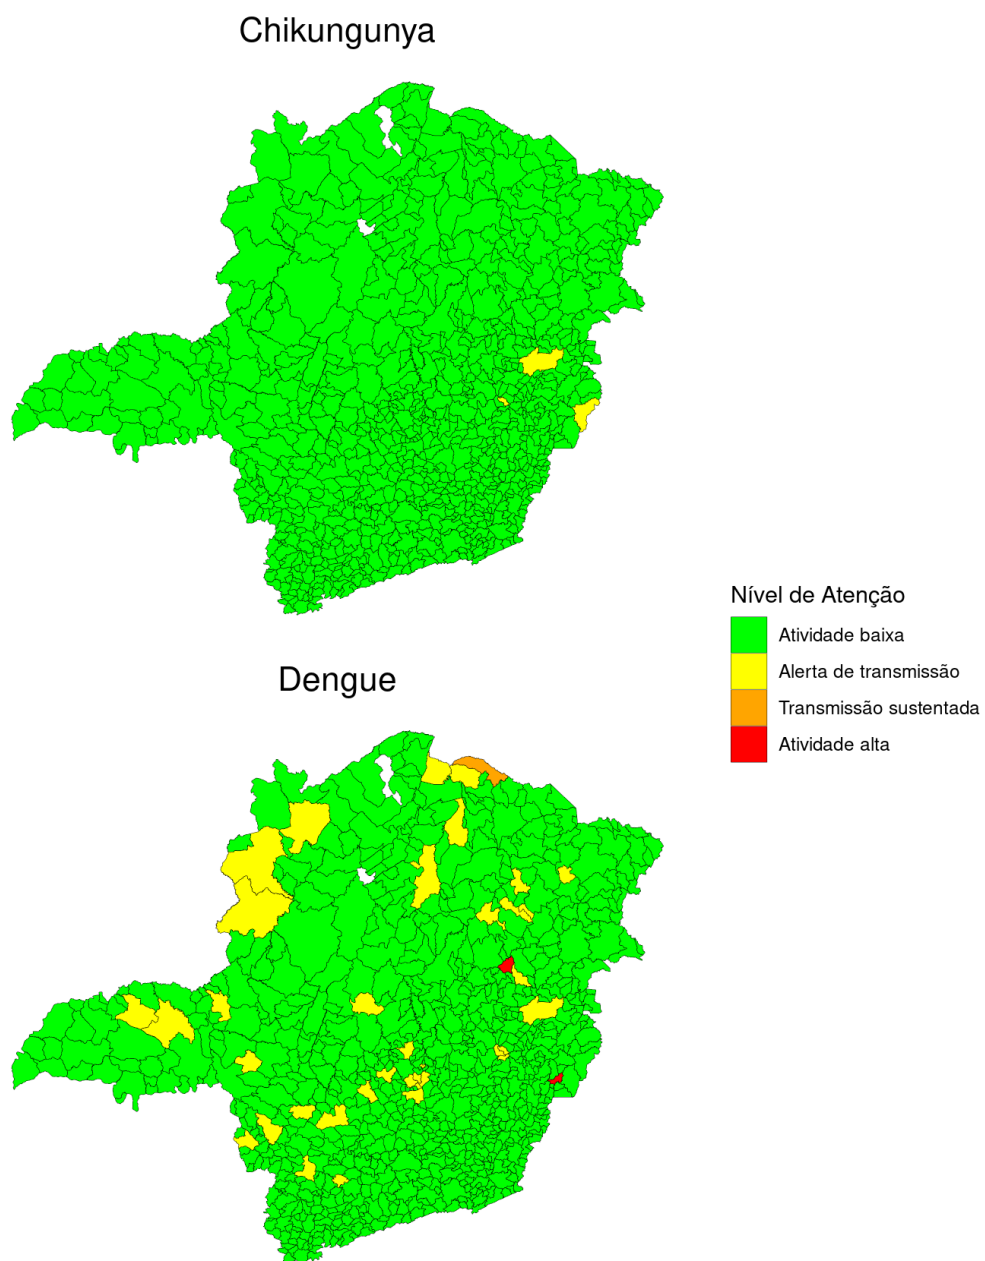 Chikungunya
Dengue
Nível de Atenção
Atividade baixa
Alerta de transmissão
Transmissão sustentada
Atividade alta